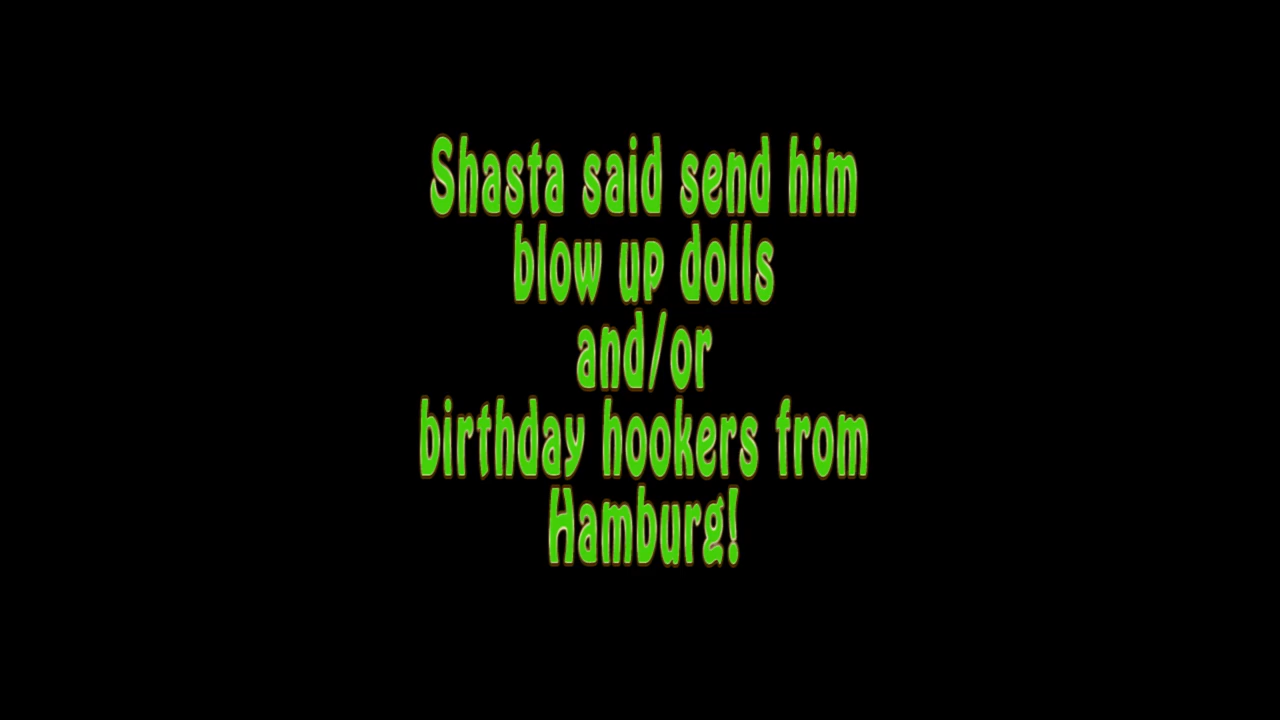 Shasta said send him
blow up dolls
and/or
birthday hookers from
Hamburg!